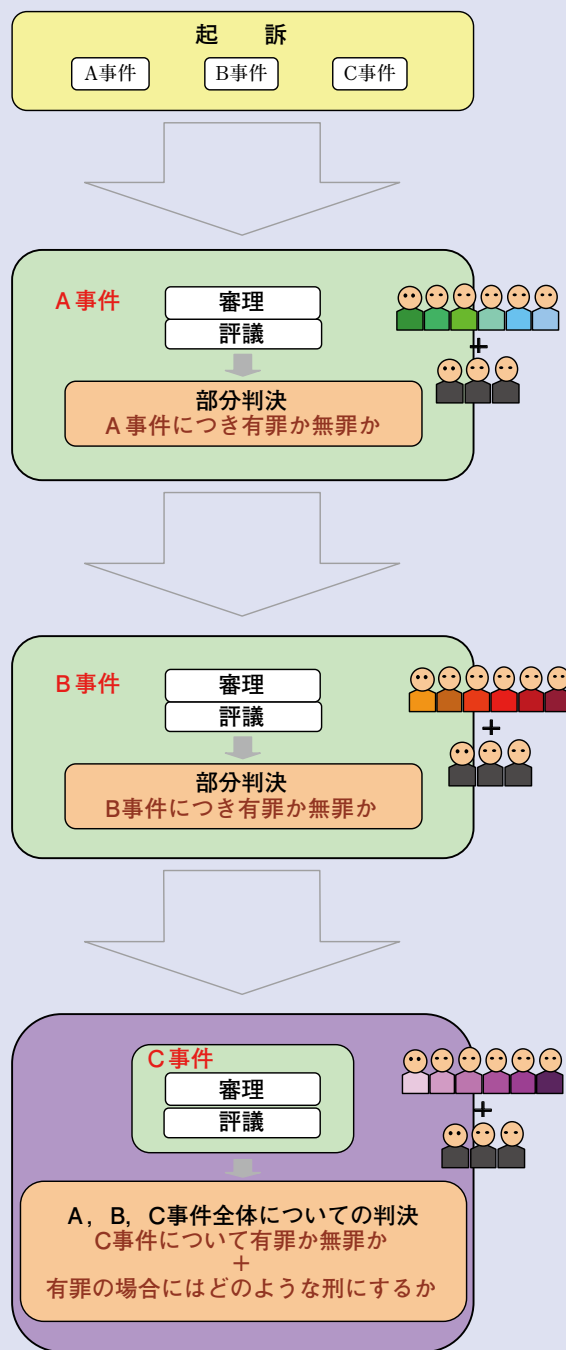 起　訴
A事件　B事件　C事件
A事件
審理
評議
部分判決
A事件につき有罪か無罪か
+
B事件
審理
評議
部分判決
B事件につき有罪か無罪か
+
C事件
審理
評議
A，B，C事件全体についての判決
C事件について有罪か無罪か
+
有罪の場合にはどのような刑にするか
+